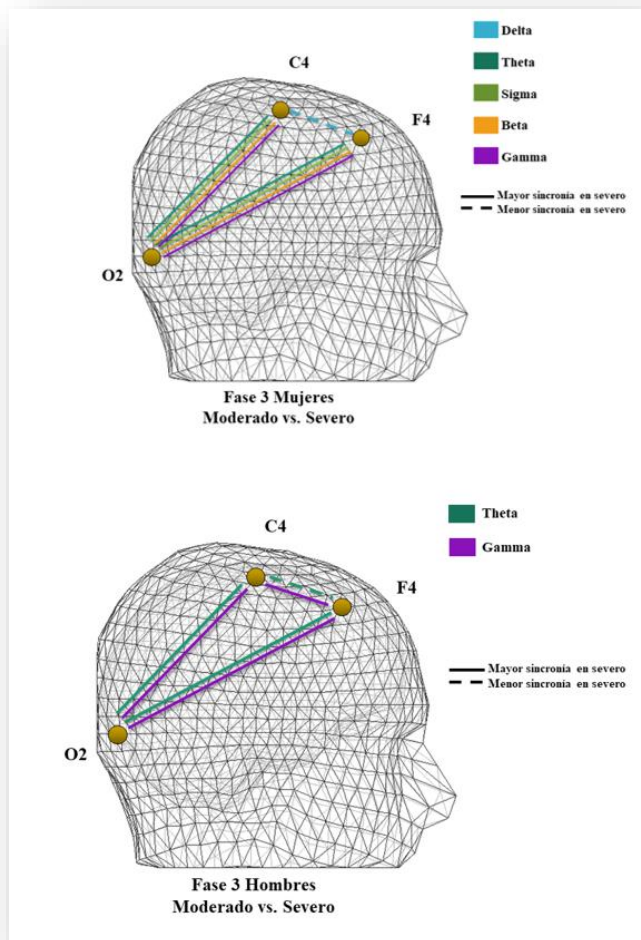 Delta
Theta
Sigma
Beta
Gamma
C4
F4
O2
Mayor sincronía en severo
Menor sincronía en severo
Fase 3 Mujeres
Moderado vs. Severo
Theta
Gamma
C4
F4
O2
Mayor sincronía en severo
Menor sincronía en severo
Fase 3 Hombres
Moderado vs. Severo